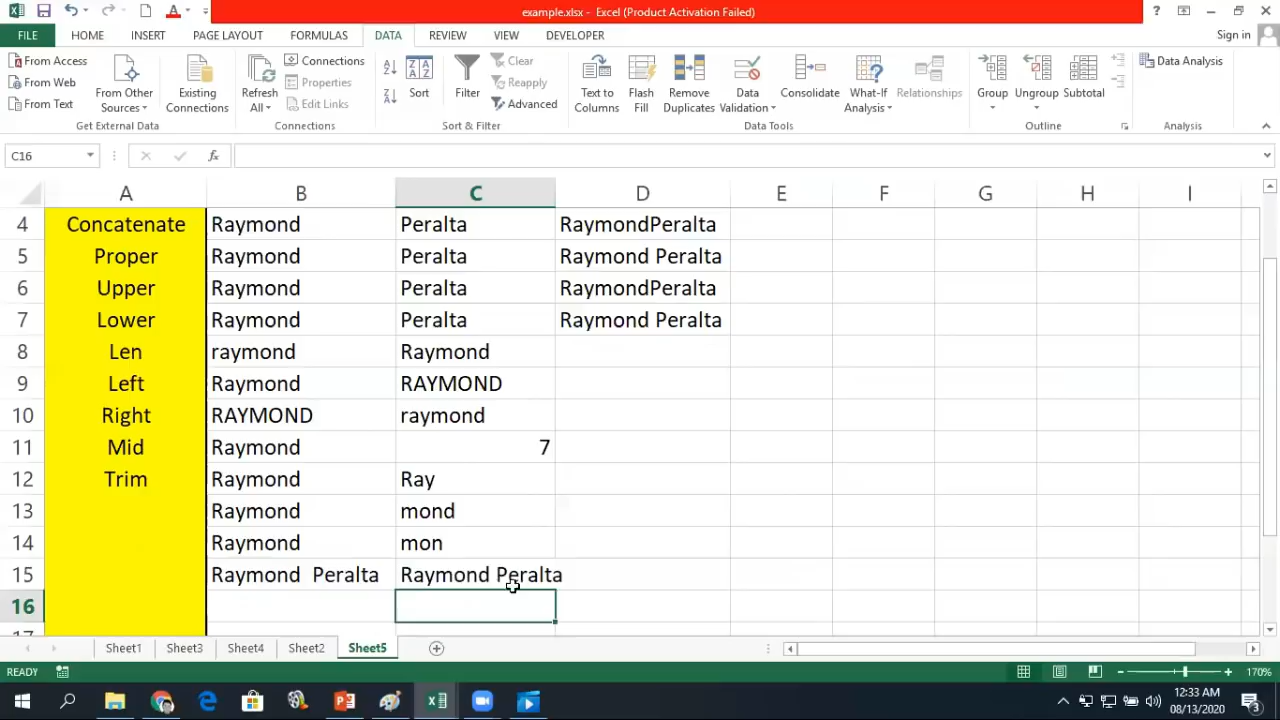 example.xlsx - Excel (Product Activation Failed)
FILE HOME INSERT PAGE LAYOUT FORMULAS DATA REVIEW VIEW DEVELOPER Sign in
From Access
From Web
From Text
From Other Sources
Existing Connections
Get External Data
Refresh All
Connections
Properties
Edit Links
Connections
Sort
Filter
Clear
Reapply
Advanced
Sort & Filter
Text to Columns
Flash Fill
Remove Duplicates
Data Validation
Consolidate
What-If Analysis
Relationships
Data Tools
Group
Ungroup
Subtotal
Outline
Data Analysis
Analysis
C16 fx
A B C D E F G H I
4 Concatenate Raymond Peralta RaymondPeralta
5 Proper Raymond Peralta Raymond Peralta
6 Upper Raymond Peralta RaymondPeralta
7 Lower Raymond Peralta Raymond Peralta
8 Len raymond Raymond
9 Left Raymond RAYMOND
10 Right RAYMOND raymond
11 Mid Raymond 7
12 Trim Raymond Ray
13 Raymond mond
14 Raymond mon
15 Raymond  Peralta Raymond Peralta
16
17
Sheet1 Sheet3 Sheet4 Sheet2 Sheet5
READY 170%
12:33 AM
08/13/2020
3